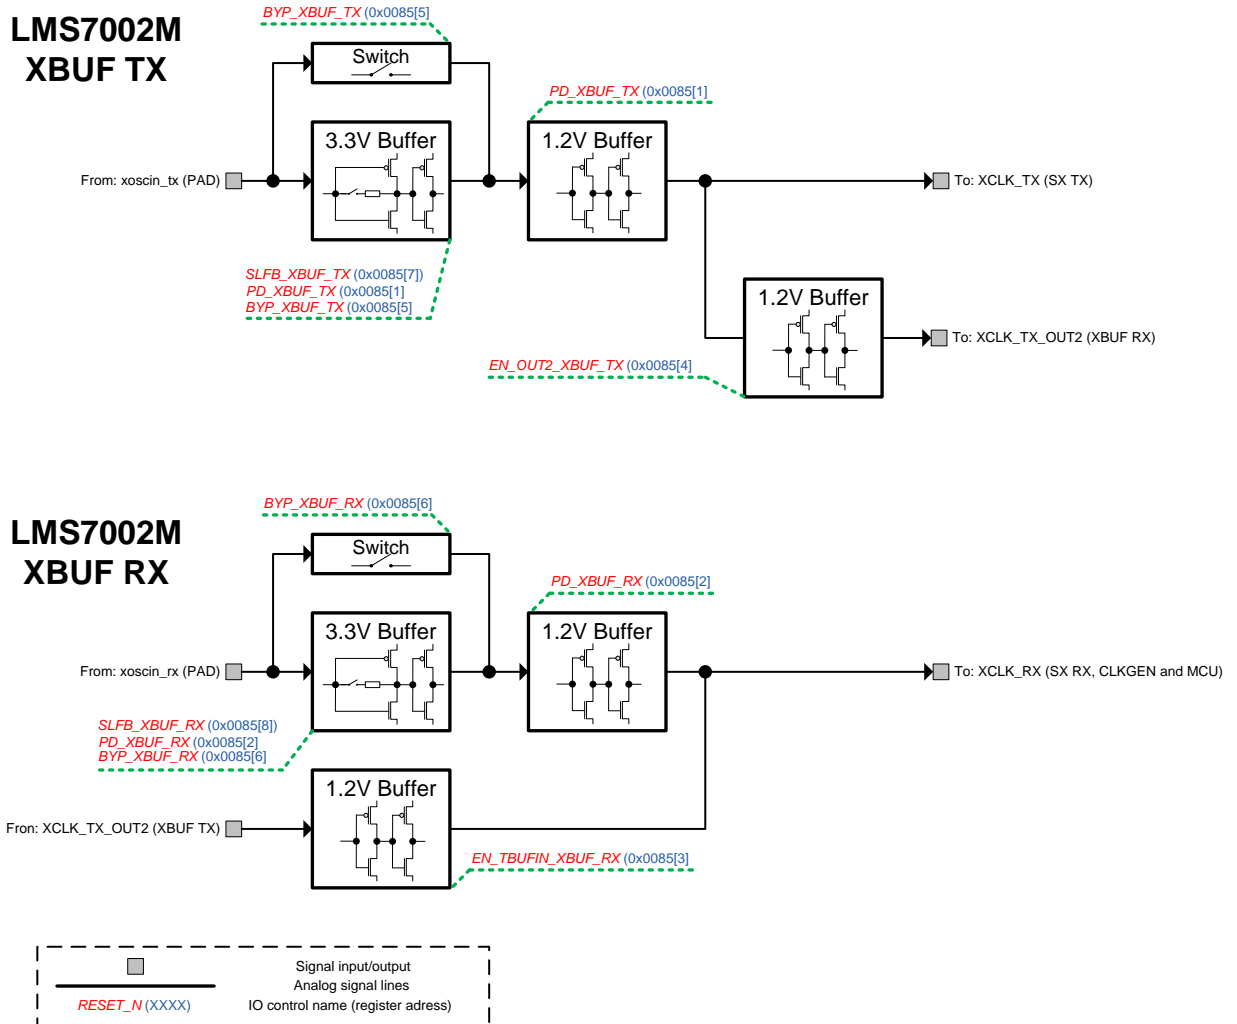 LMS7002M
XBUF TX
BYP_XBUF_TX (0x0085[5]
Switch
PD_XBUF_TX (0x0085[1]
3.3V Buffer
1.2V Buffer
From: xoscin_tx (PAD)
To: XCLK_TX (SX TX)
SLFB_XBUF_TX (0x0085[7])
PD_XBUF_TX (0x0085[1]
BYP_XBUF_TX (0x0085[5]
1.2V Buffer
To: XCLK_TX_OUT2 (XBUF RX)
EN_OUT2_XBUF_TX (0x0085[4]
LMS7002M
XBUF RX
BYP_XBUF_RX (0x0085[6]
Switch
PD_XBUF_RX (0x0085[2]
3.3V Buffer
1.2V Buffer
From: xoscin_rx (PAD)
To: XCLK_RX (SX RX, CLKGEN and MCU)
SLFB_XBUF_RX (0x0085[8])
PD_XBUF_RX (0x0085[2]
BYP_XBUF_RX (0x0085[6]
1.2V Buffer
Fron: XCLK_TX_OUT2 (XBUF TX)
EN_TBUFIN_XBUF_RX (0x0085[3]
Signal input/output
Analog signal lines
RESET_N (XXXX) IO control name (register adress)